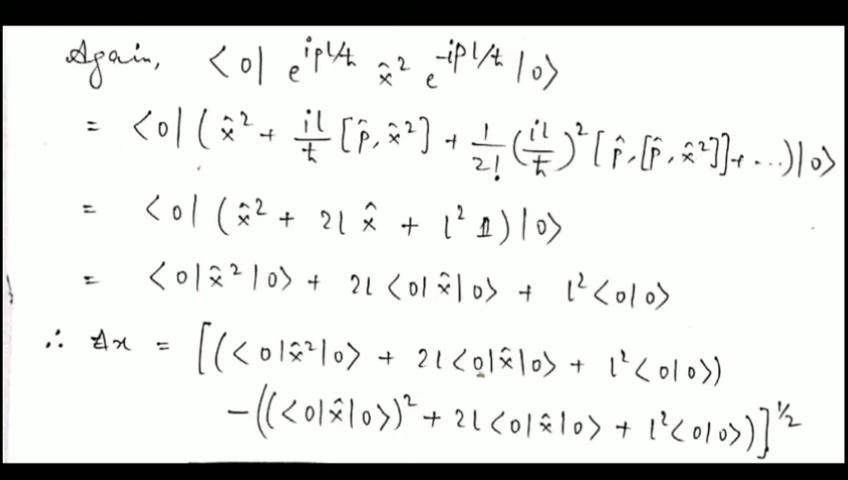 Again, <0| e^{ipl/ħ} x̂² e^{-ipl/ħ} |0>
= <0| ( x̂² + il/ħ [p̂, x̂²] + 1/2! (il/ħ)² [p̂, [p̂, x̂²]] + ... ) |0>
= <0| ( x̂² + 2l x̂ + l² 𝟙 ) |0>
= <0|x̂²|0> + 2l <0|x̂|0> + l² <0|0>
∴ Δx = [ ( <0|x̂²|0> + 2l <0|x̂|0> + l² <0|0> )
- ( ( <0|x̂|0> )² + 2l <0|x̂|0> + l² <0|0> ) ]^{1/2}